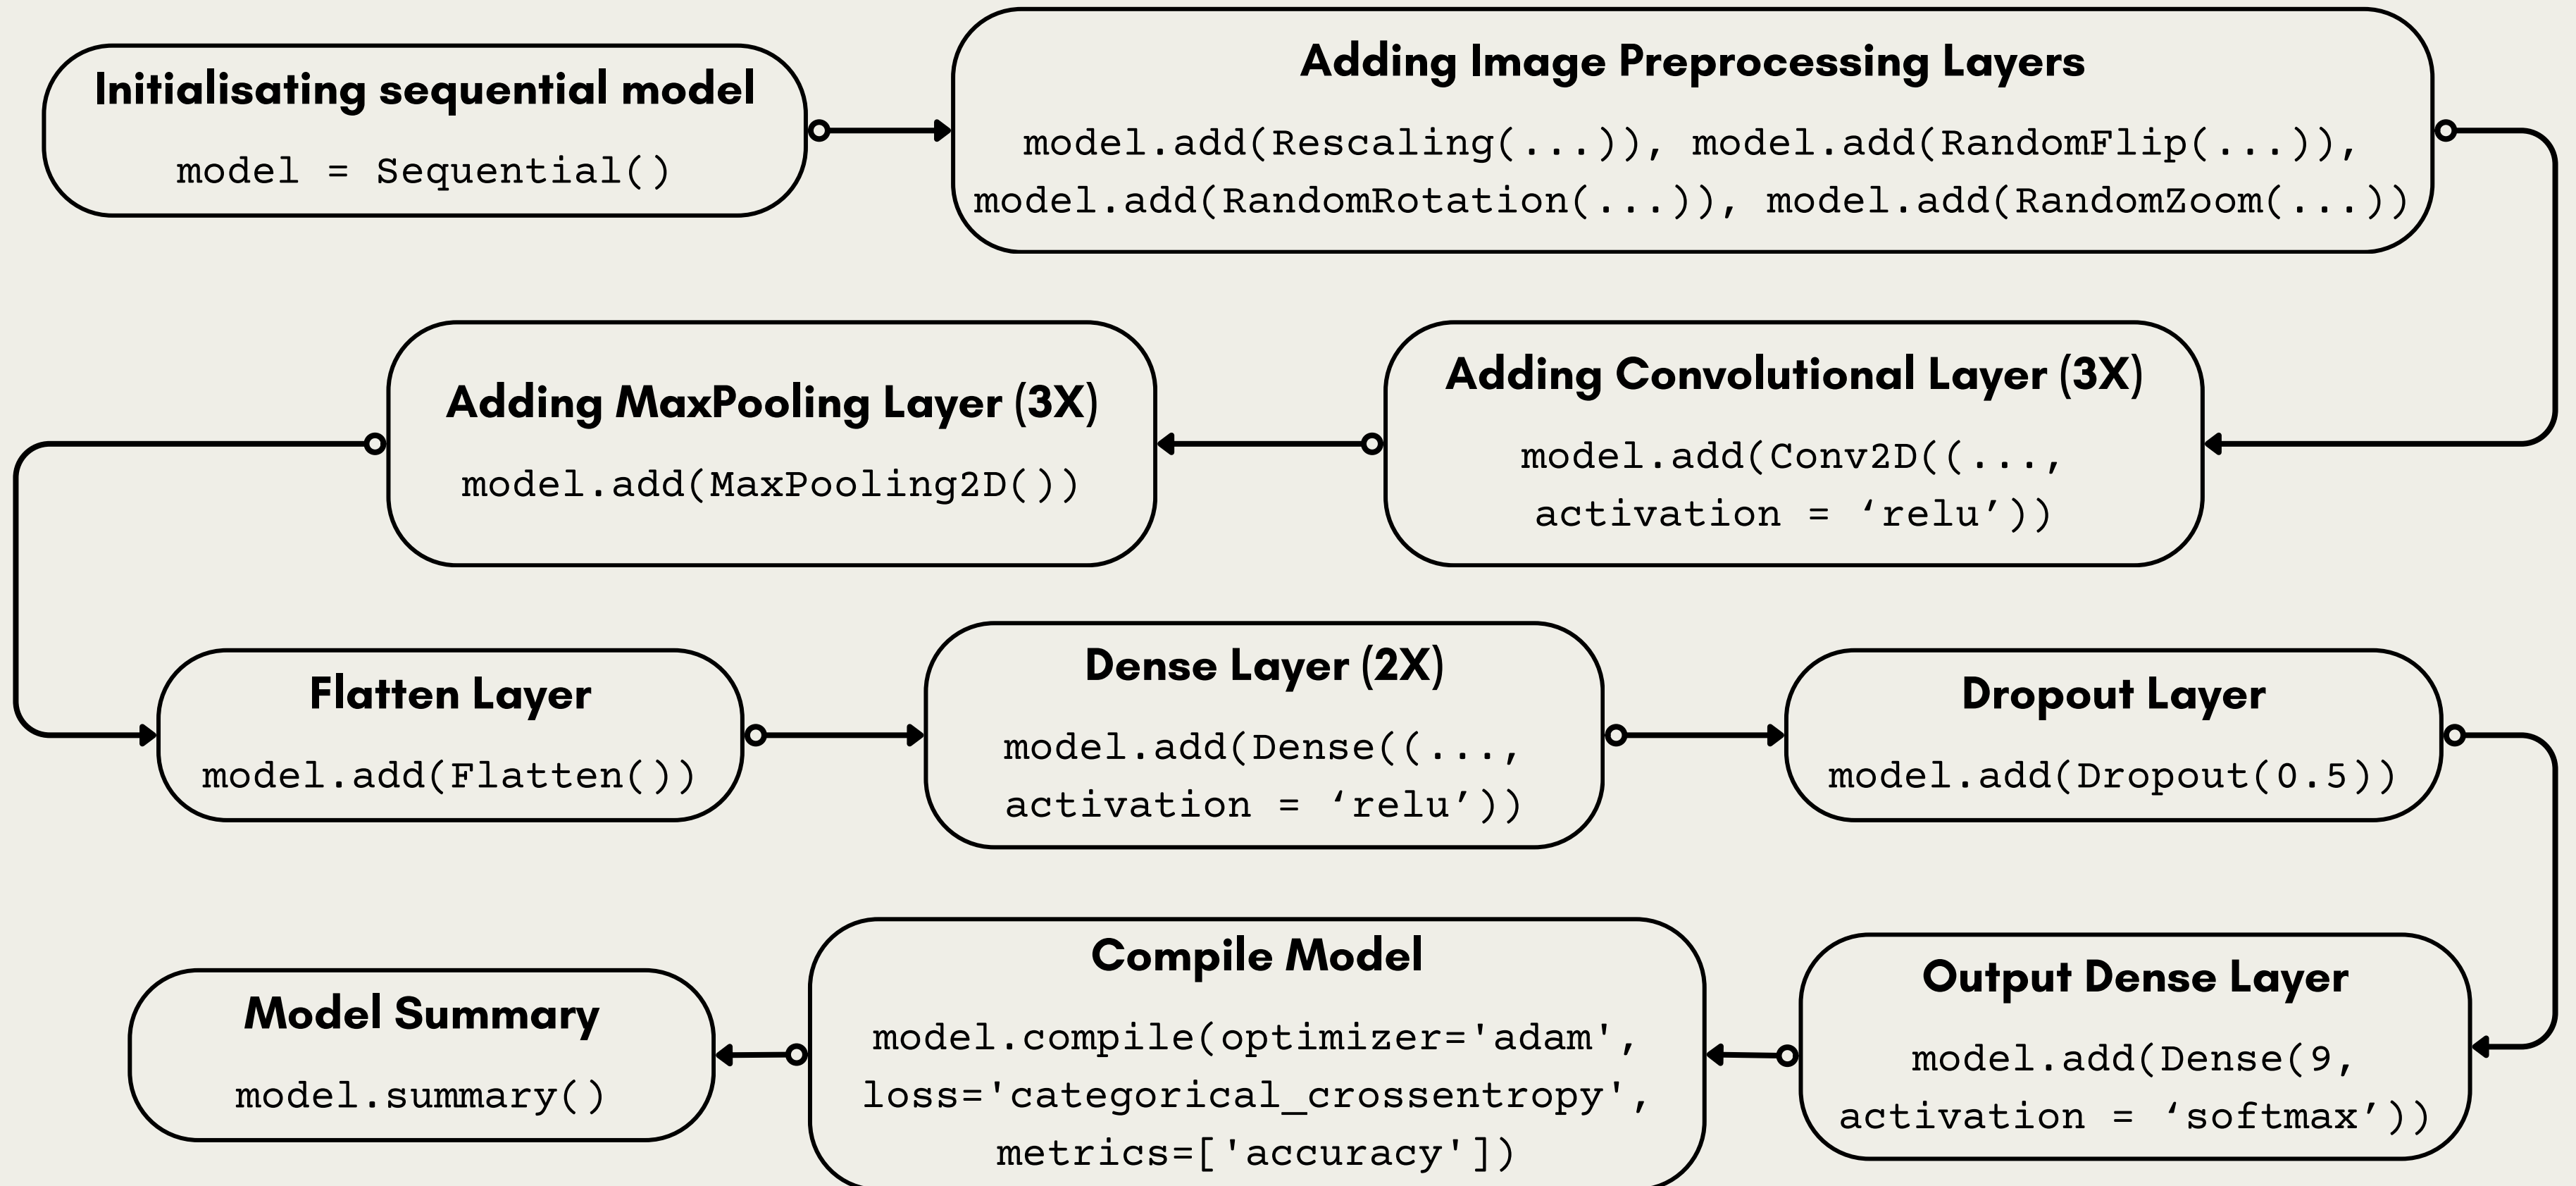 Initialisating sequential model
model = Sequential()
Adding Image Preprocessing Layers
model.add(Rescaling(...)), model.add(RandomFlip(...)),
model.add(RandomRotation(...)), model.add(RandomZoom(...))
Adding Convolutional Layer (3X)
model.add(Conv2D((...,
activation = ‘relu’))
Adding MaxPooling Layer (3X)
model.add(MaxPooling2D())
Flatten Layer
model.add(Flatten())
Dense Layer (2X)
model.add(Dense((...,
activation = ‘relu’))
Dropout Layer
model.add(Dropout(0.5))
Output Dense Layer
model.add(Dense(9,
activation = ‘softmax’))
Compile Model
model.compile(optimizer='adam',
loss='categorical_crossentropy',
metrics=['accuracy'])
Model Summary
model.summary()